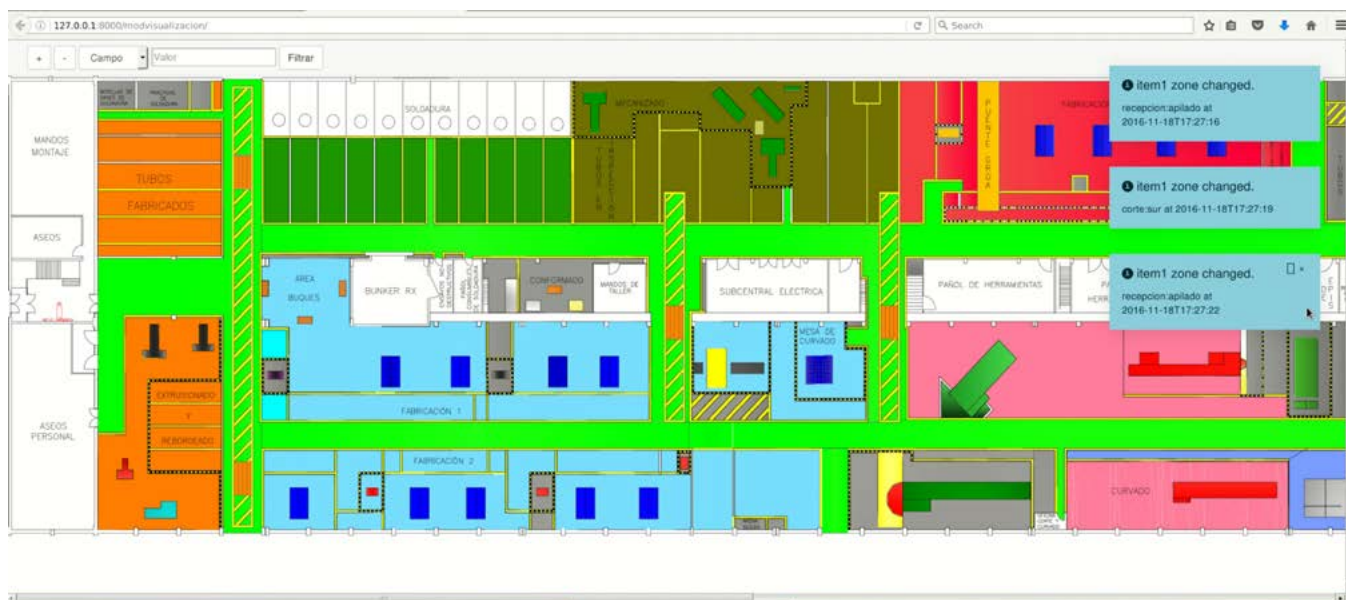 127.0.0.1:8000/modvisualizacion/
Search
+ - Campo Valor Filtrar
item1 zone changed.
recepcion:apilado at
2016-11-18T17:27:16
item1 zone changed.
corte:sur at 2016-11-18T17:27:19
item1 zone changed.
recepcion:apilado at
2016-11-18T17:27:22
SOLDADURA
MECANIZADO
PUENTE GRÚA
MANDOS
MONTAJE
TUBOS
FABRICADOS
ASEOS
AREA
BUQUES
BUNKER RX
CONFORMADO
MANDOS DE
TALLER
SUBCENTRAL ELECTRICA
PAÑOL DE HERRAMIENTAS
MESA DE
CURVADO
EXTRUSIONADO
Y
REBORDEADO
ASEOS
PERSONAL
FABRICACIÓN 1
FABRICACIÓN 2
CURVADO